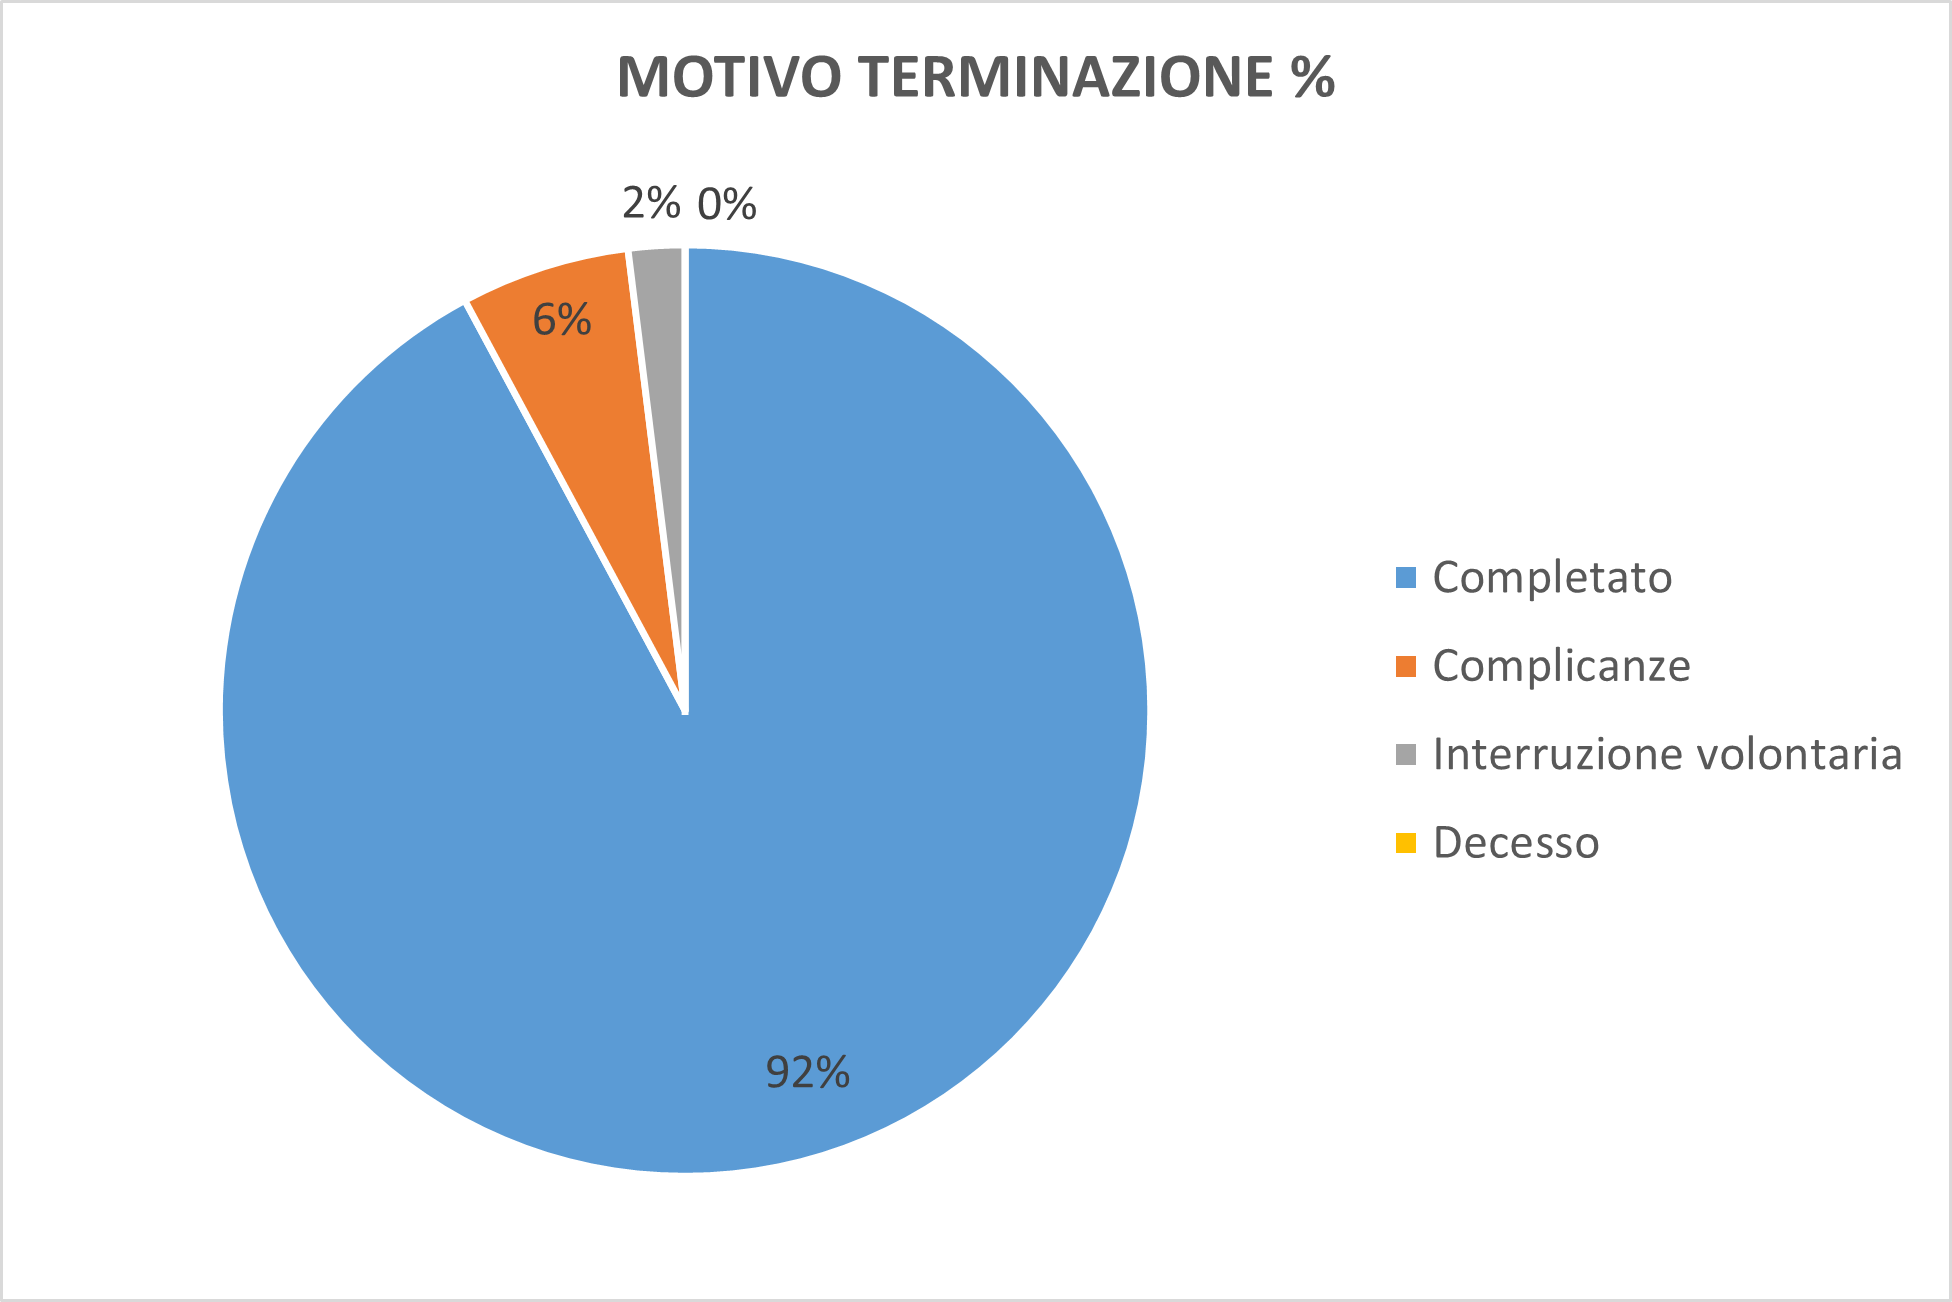 MOTIVO TERMINAZIONE %
2% 0%
6%
92%
Completato
Complicanze
Interruzione volontaria
Decesso